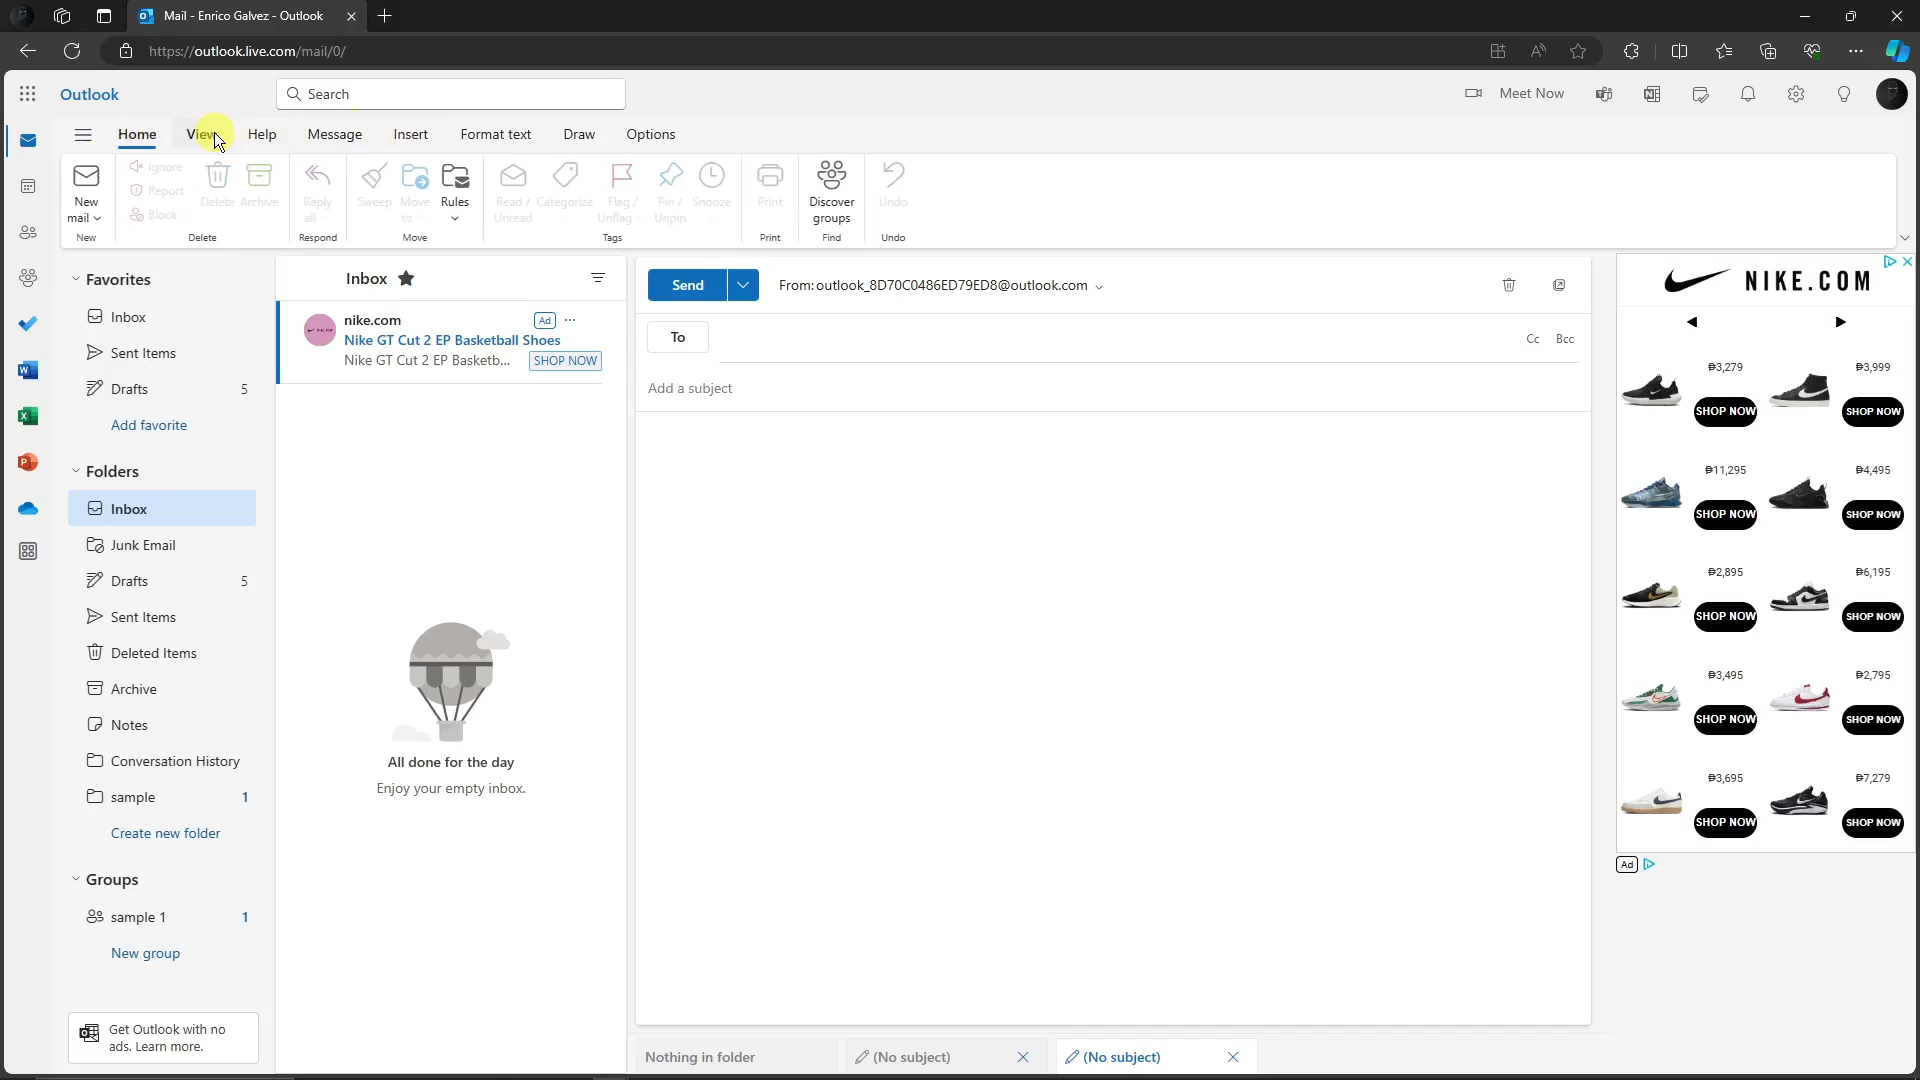 Mail - Enrico Galvez - Outlook
https://outlook.live.com/mail/0/
Outlook
Search
Meet Now
Home
View
Help
Message
Insert
Format text
Draw
Options
New mail
Ignore
Report
Block
Delete
Archive
Reply all
Sweep
Move to
Rules
Read / Unread
Categorize
Flag / Unflag
Pin / Unpin
Snooze
Print
Discover groups
Undo
New
Delete
Respond
Move
Tags
Print
Find
Undo
Favorites
Inbox
Sent Items
Drafts 5
Add favorite
Folders
Inbox
Junk Email
Drafts 5
Sent Items
Deleted Items
Archive
Notes
Conversation History
sample 1
Create new folder
Groups
sample 1 1
New group
Get Outlook with no
ads. Learn more.
Inbox
nike.com
Ad
Nike GT Cut 2 EP Basketball Shoes
Nike GT Cut 2 EP Basketb...
SHOP NOW
All done for the day
Enjoy your empty inbox.
Send
From: outlook_8D70C0486ED79ED8@outlook.com
To
Cc
Bcc
Add a subject
Nothing in folder
(No subject)
(No subject)
NIKE.COM
₱3,279
SHOP NOW
₱3,999
SHOP NOW
₱11,295
SHOP NOW
₱4,495
SHOP NOW
₱2,895
SHOP NOW
₱6,195
SHOP NOW
₱3,495
SHOP NOW
₱2,795
SHOP NOW
₱3,695
SHOP NOW
₱7,279
SHOP NOW
Ad